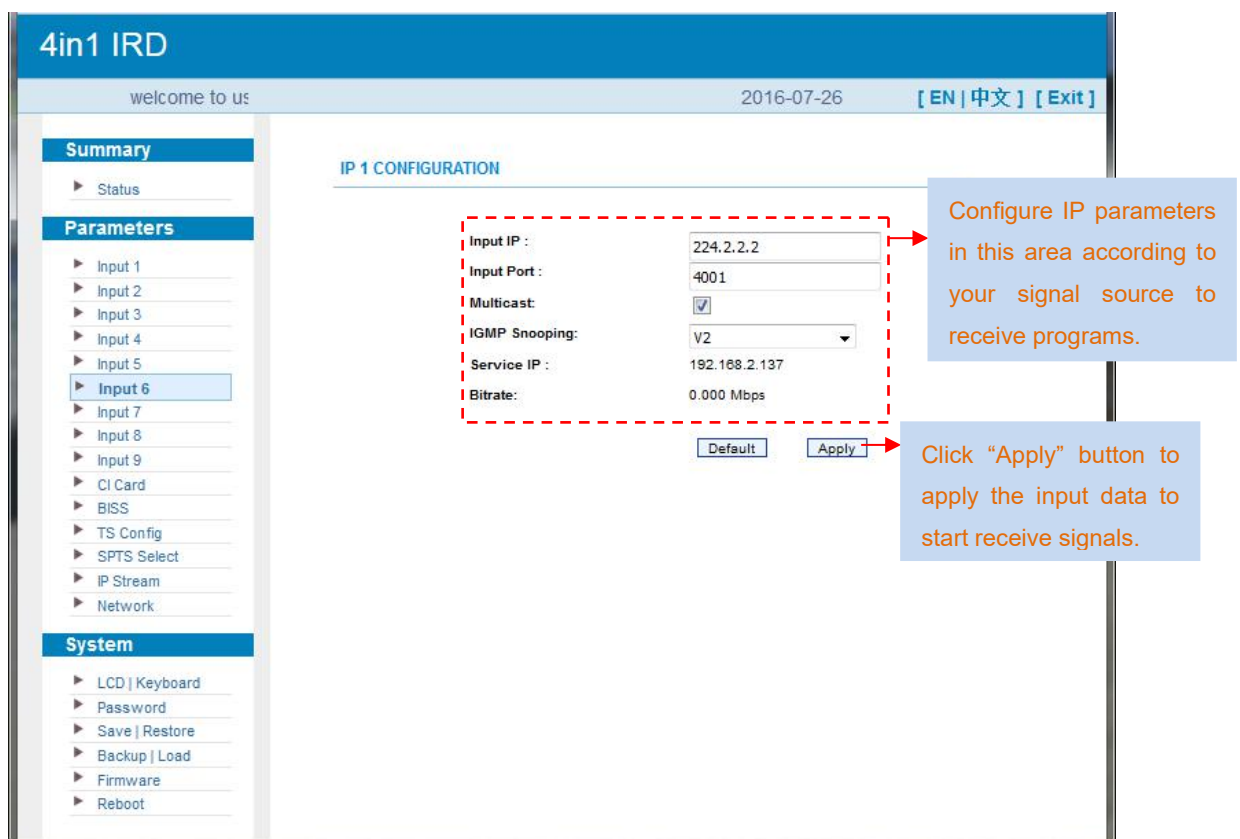 4in1 IRD
welcome to us
2016-07-26
[ EN | 中文 ] [ Exit ]
Summary
Status
Parameters
Input 1
Input 2
Input 3
Input 4
Input 5
Input 6
Input 7
Input 8
Input 9
CI Card
BISS
TS Config
SPTS Select
IP Stream
Network
System
LCD | Keyboard
Password
Save | Restore
Backup | Load
Firmware
Reboot
IP 1 CONFIGURATION
Input IP : 224.2.2.2
Input Port : 4001
Multicast:
IGMP Snooping: V2
Service IP : 192.168.2.137
Bitrate: 0.000 Mbps
Default Apply
Configure IP parameters
in this area according to
your signal source to
receive programs.
Click “Apply” button to
apply the input data to
start receive signals.